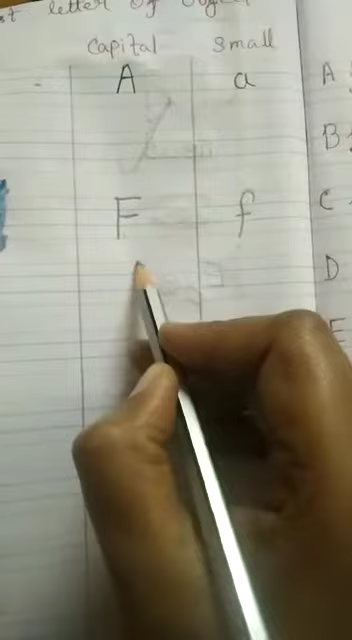 letter of
Capital small
A a A
B
F f C
D
E